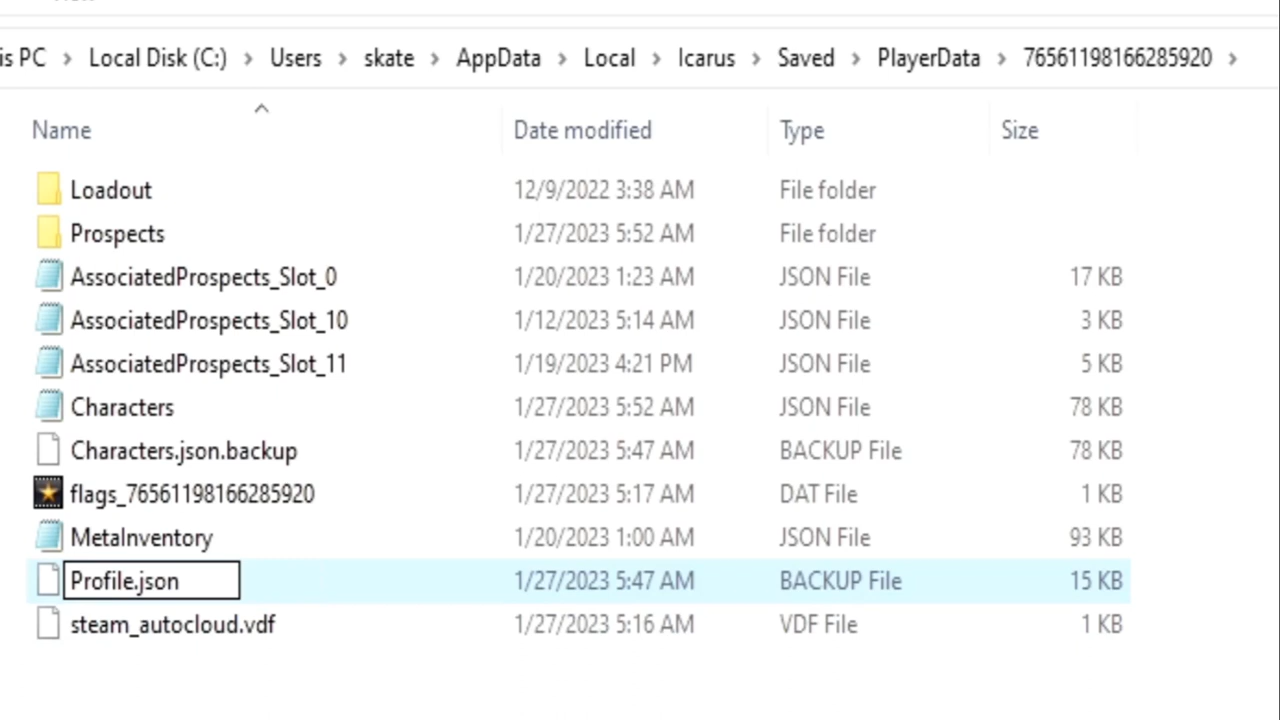 is PC > Local Disk (C:) > Users > skate > AppData > Local > Icarus > Saved > PlayerData > 76561198166285920 >
Name Date modified Type Size
Loadout 12/9/2022 3:38 AM File folder
Prospects 1/27/2023 5:52 AM File folder
AssociatedProspects_Slot_0 1/20/2023 1:23 AM JSON File 17 KB
AssociatedProspects_Slot_10 1/12/2023 5:14 AM JSON File 3 KB
AssociatedProspects_Slot_11 1/19/2023 4:21 PM JSON File 5 KB
Characters 1/27/2023 5:52 AM JSON File 78 KB
Characters.json.backup 1/27/2023 5:47 AM BACKUP File 78 KB
flags_76561198166285920 1/27/2023 5:17 AM DAT File 1 KB
MetaInventory 1/20/2023 1:00 AM JSON File 93 KB
Profile.json 1/27/2023 5:47 AM BACKUP File 15 KB
steam_autocloud.vdf 1/27/2023 5:16 AM VDF File 1 KB